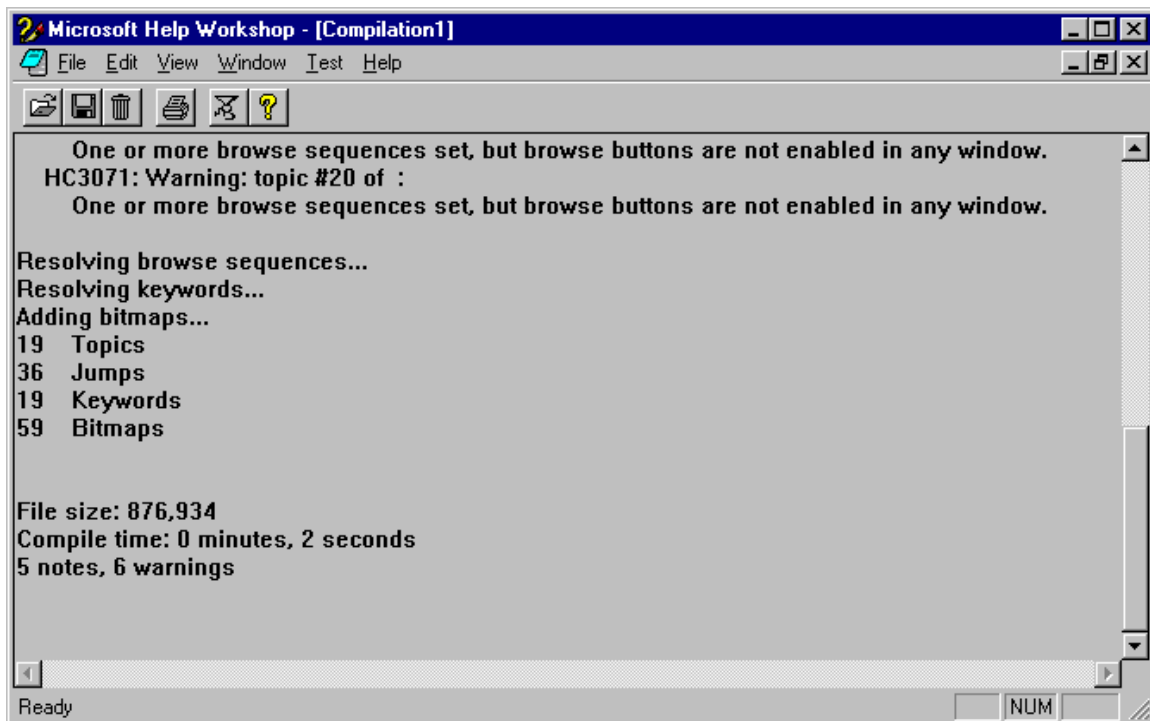 Microsoft Help Workshop - [Compilation1]
File Edit View Window Test Help
One or more browse sequences set, but browse buttons are not enabled in any window.
HC3071: Warning: topic #20 of :
One or more browse sequences set, but browse buttons are not enabled in any window.
Resolving browse sequences...
Resolving keywords...
Adding bitmaps...
19 Topics
36 Jumps
19 Keywords
59 Bitmaps
File size: 876,934
Compile time: 0 minutes, 2 seconds
5 notes, 6 warnings
Ready NUM